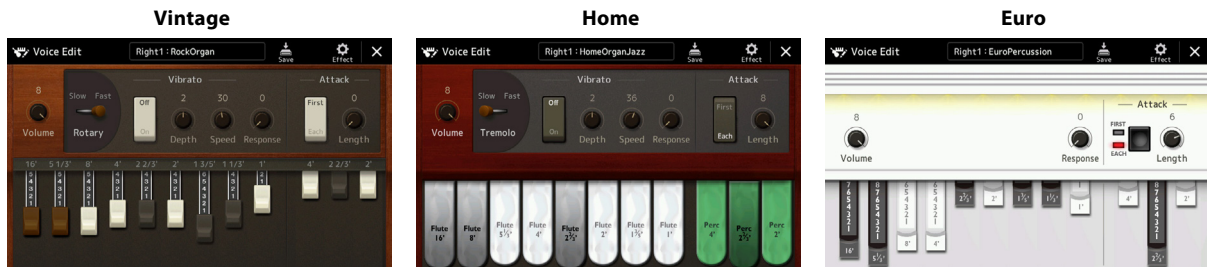 Vintage
Home
Euro
Voice Edit
Right1 : RockOrgan
Save
Effect
8
Slow Fast
Volume
Rotary
Vibrato
Off
On
2
30
0
Depth
Speed
Response
Attack
First
Each
0
Length
16' 5 1/3' 8' 4' 2 2/3' 2' 1 3/5' 1 1/3' 1' 4' 2 2/3' 2'
Voice Edit
Right1 : HomeOrganJazz
Save
Effect
8
Slow Fast
Volume
Tremolo
Vibrato
Off
On
2
36
0
Depth
Speed
Response
Attack
First
Each
8
Length
Flute 16'
Flute 8'
Flute 5⅓'
Flute 4'
Flute 2⅔'
Flute 2'
Flute 1⅗'
Flute 1'
Perc 4'
Perc 2⅔'
Perc 2'
Voice Edit
Right1 : EuroPercussion
Save
Effect
8
Volume
0
Response
Attack
FIRST
EACH
6
Length
16'
5⅓'
8'
4'
2⅔'
2'
1⅗'
1⅓'
1'
4'
2⅔'
2'